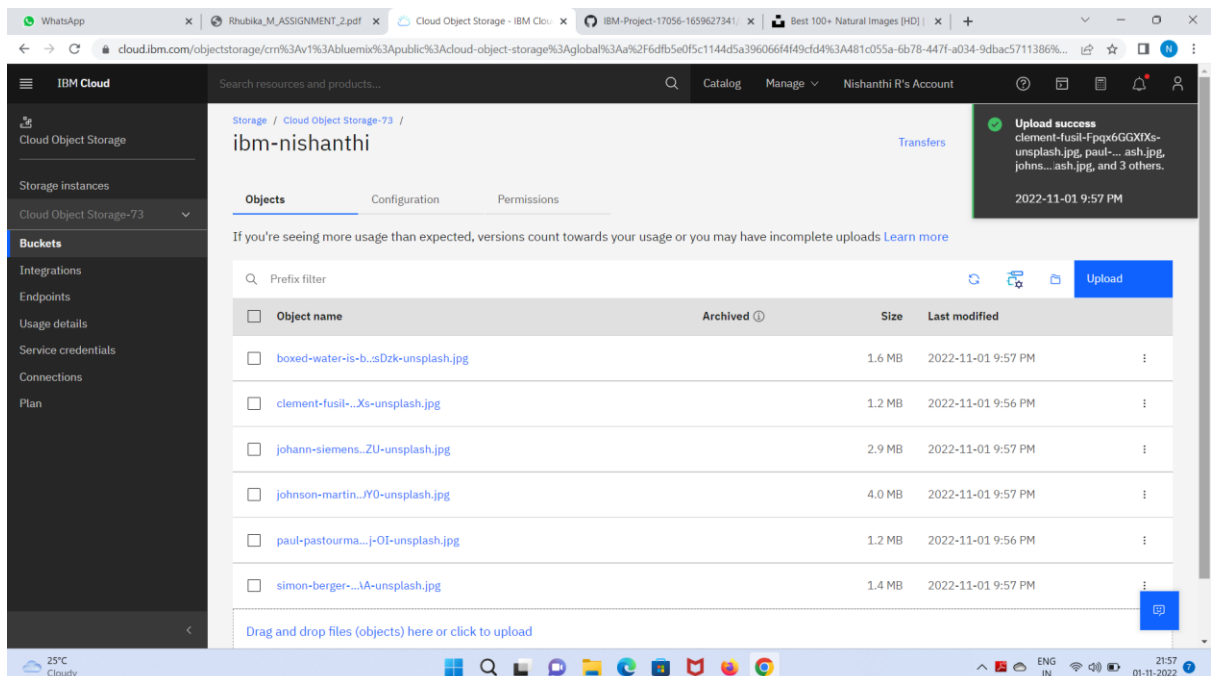 WhatsApp
Rhubika_M_ASSIGNMENT_2.pdf
Cloud Object Storage - IBM Clou
IBM-Project-17056-1659627341/
Best 100+ Natural Images [HD] |
cloud.ibm.com/objectstorage/crn%3Av1%3Abluemix%3Apublic%3Acloud-object-storage%3Aglobal%3Aa%2F6dfb5e0f5c1144d5a396066f4f49cfd4%3A481c055a-6b78-447f-a034-9dbac5711386%...
N
IBM Cloud
Search resources and products...
Catalog
Manage
Nishanthi R's Account
Cloud Object Storage
Storage instances
Cloud Object Storage-73
Buckets
Integrations
Endpoints
Usage details
Service credentials
Connections
Plan
Storage / Cloud Object Storage-73 /
ibm-nishanthi
Transfers
Upload success
clement-fusil-Fpqx6GGXfXs-
unsplash.jpg, paul-... ash.jpg,
johns... ash.jpg, and 3 others.
2022-11-01 9:57 PM
Objects
Configuration
Permissions
If you're seeing more usage than expected, versions count towards your usage or you may have incomplete uploads Learn more
Prefix filter
Upload
Object name Archived Size Last modified
boxed-water-is-b...sDzk-unsplash.jpg 1.6 MB 2022-11-01 9:57 PM
clement-fusil-...Xs-unsplash.jpg 1.2 MB 2022-11-01 9:56 PM
johann-siemens...ZU-unsplash.jpg 2.9 MB 2022-11-01 9:57 PM
johnson-martin...Y0-unsplash.jpg 4.0 MB 2022-11-01 9:57 PM
paul-pastourma...j-OI-unsplash.jpg 1.2 MB 2022-11-01 9:56 PM
simon-berger-...A-unsplash.jpg 1.4 MB 2022-11-01 9:57 PM
Drag and drop files (objects) here or click to upload
25°C
Cloudy
ENG
IN
21:57
01-11-2022
2